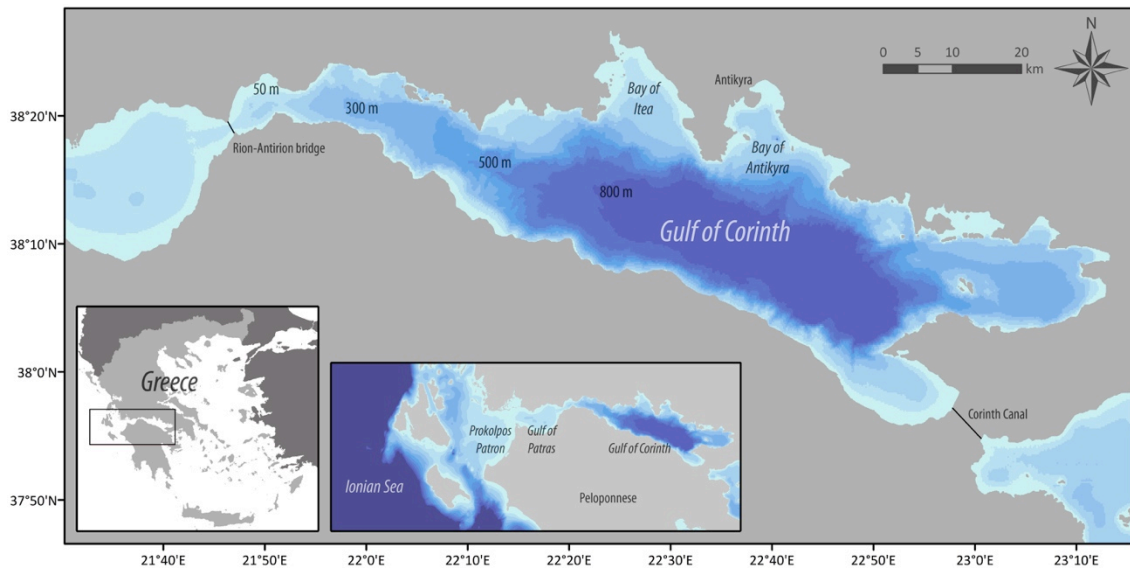 N
0 5 10 20
km
Antikyra
Bay of
Itea
50 m
300 m
38°20'N
Rion-Antirion bridge
Bay of
Antikyra
500 m
800 m
Gulf of Corinth
38°10'N
38°0'N
Greece
Corinth Canal
Prokolpos
Patron
Gulf of
Patras
Gulf of Corinth
Ionian Sea
Peloponnese
37°50'N
21°40'E 21°50'E 22°0'E 22°10'E 22°20'E 22°30'E 22°40'E 22°50'E 23°0'E 23°10'E